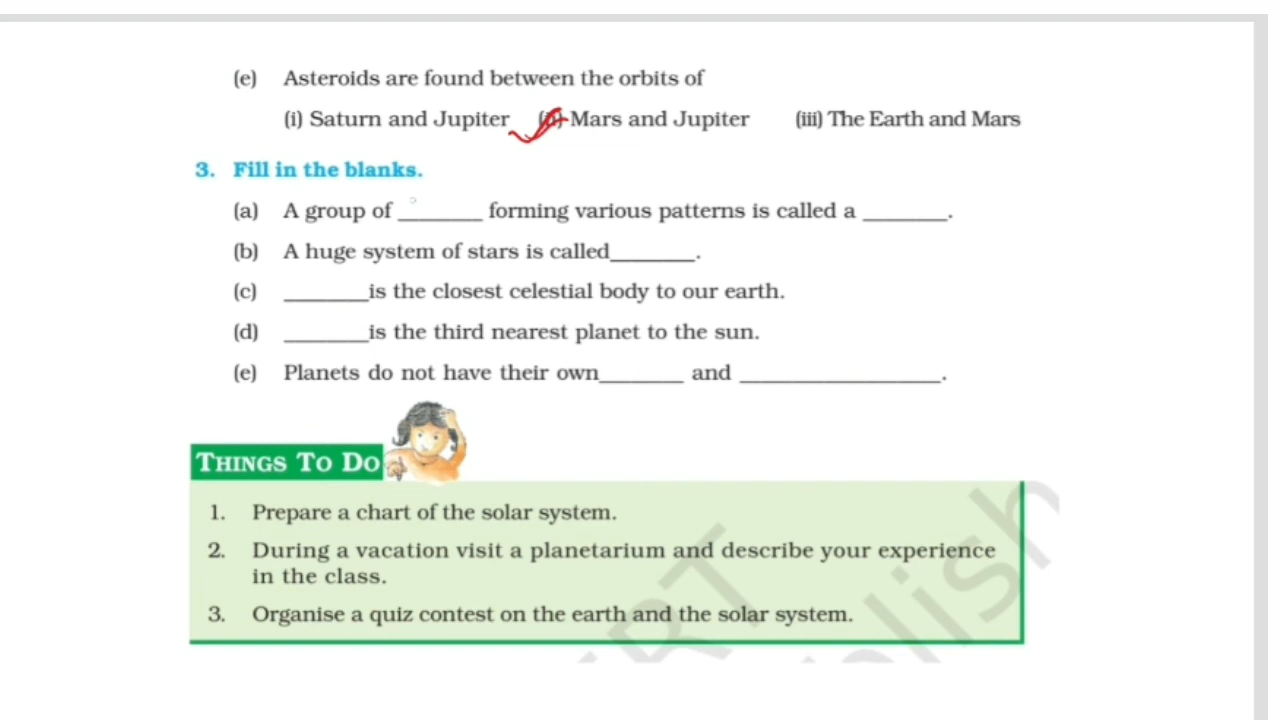 (e) Asteroids are found between the orbits of
(i) Saturn and Jupiter (ii) Mars and Jupiter (iii) The Earth and Mars
3. Fill in the blanks.
(a) A group of ________ forming various patterns is called a ________.
(b) A huge system of stars is called________.
(c) ________is the closest celestial body to our earth.
(d) ________is the third nearest planet to the sun.
(e) Planets do not have their own________ and ___________________.
THINGS TO DO
1. Prepare a chart of the solar system.
2. During a vacation visit a planetarium and describe your experience
in the class.
3. Organise a quiz contest on the earth and the solar system.